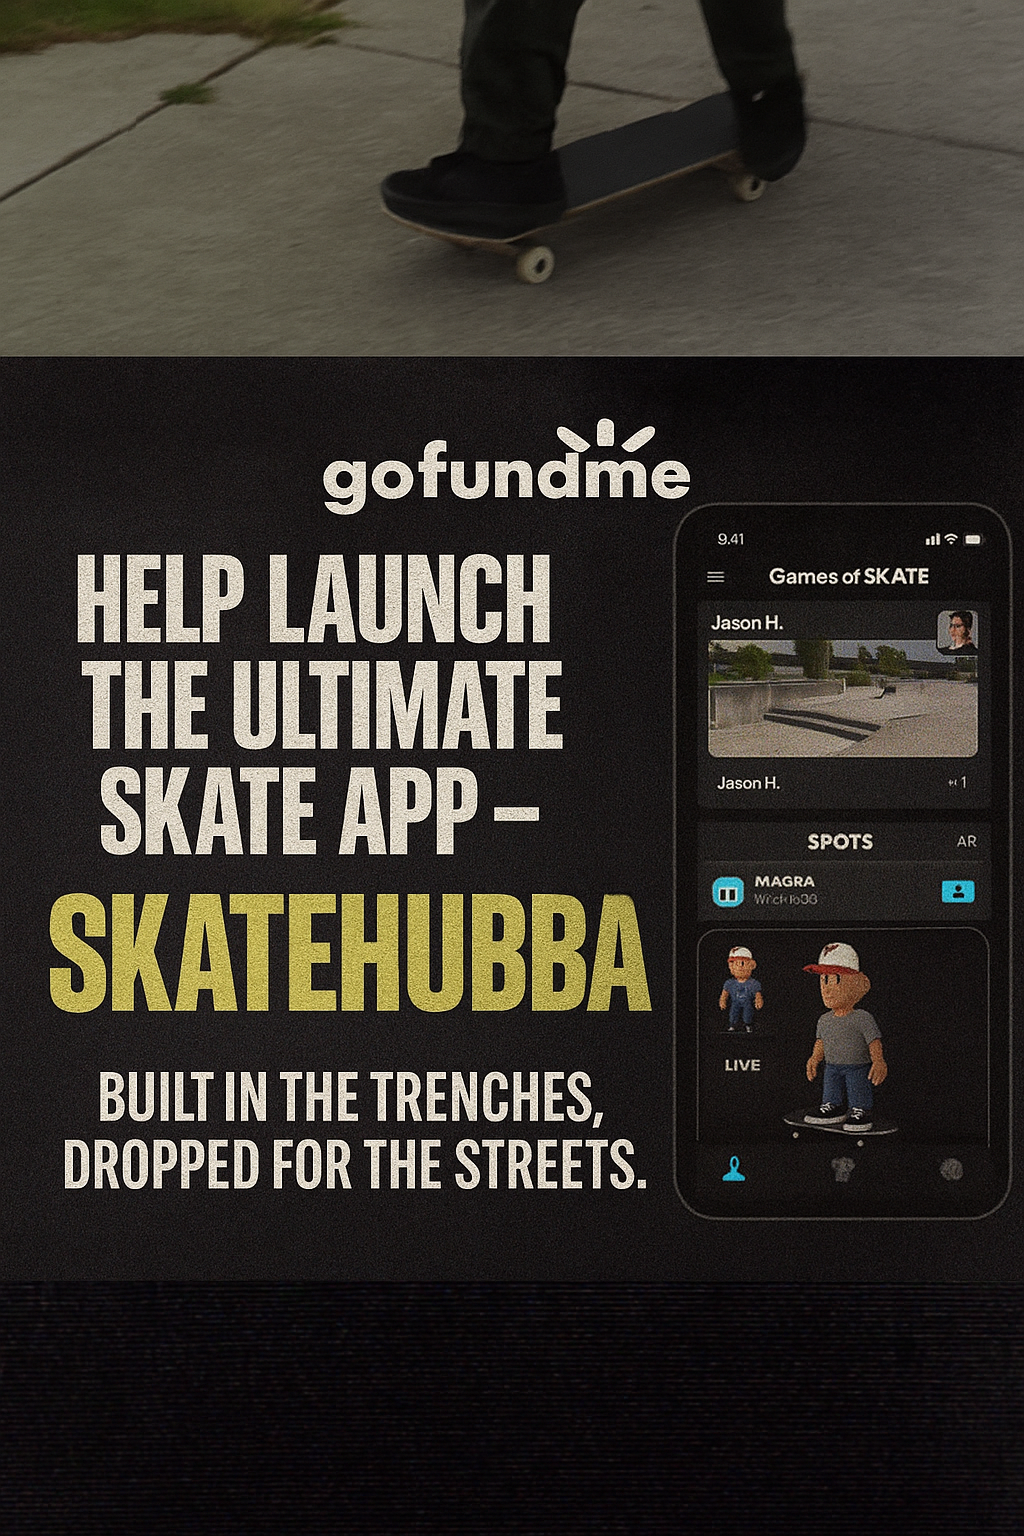 gofundme
HELP LAUNCH
THE ULTIMATE
SKATE APP–
SKATEHUBBA
BUILT IN THE TRENCHES,
DROPPED FOR THE STREETS.
9.41
Games of SKATE
Jason H.
Jason H.
1
SPOTS AR
MAGRA
LIVE